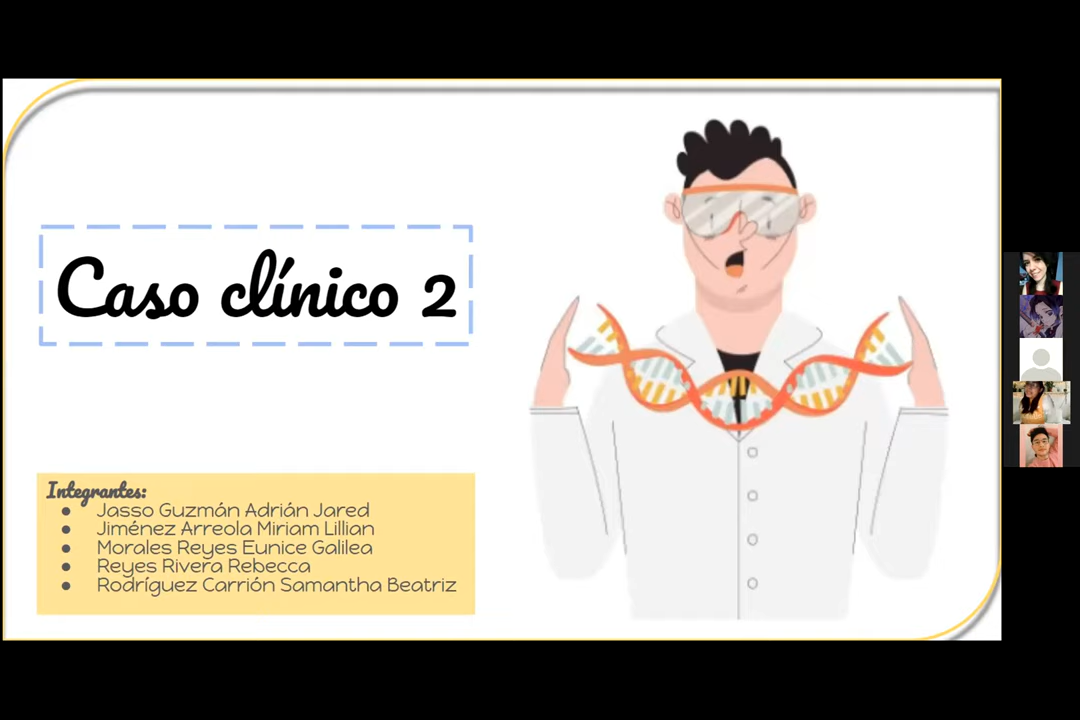 Caso clínico 2
Integrantes:
● Jasso Guzmán Adrián Jared
● Jiménez Arreola Miriam Lillian
● Morales Reyes Eunice Galilea
● Reyes Rivera Rebecca
● Rodríguez Carrión Samantha Beatriz